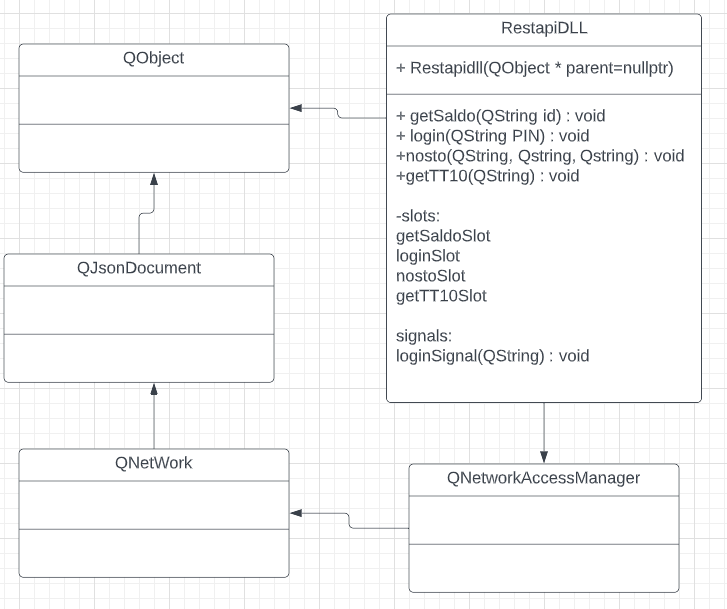 QObject
RestapiDLL
+ Restapidll(QObject * parent=nullptr)
+ getSaldo(QString id) : void
+ login(QString PIN) : void
+nosto(QString, Qstring, Qstring) : void
+getTT10(QString) : void
-slots:
getSaldoSlot
loginSlot
nostoSlot
getTT10Slot
signals:
loginSignal(QString) : void
QJsonDocument
QNetWork
QNetworkAccessManager